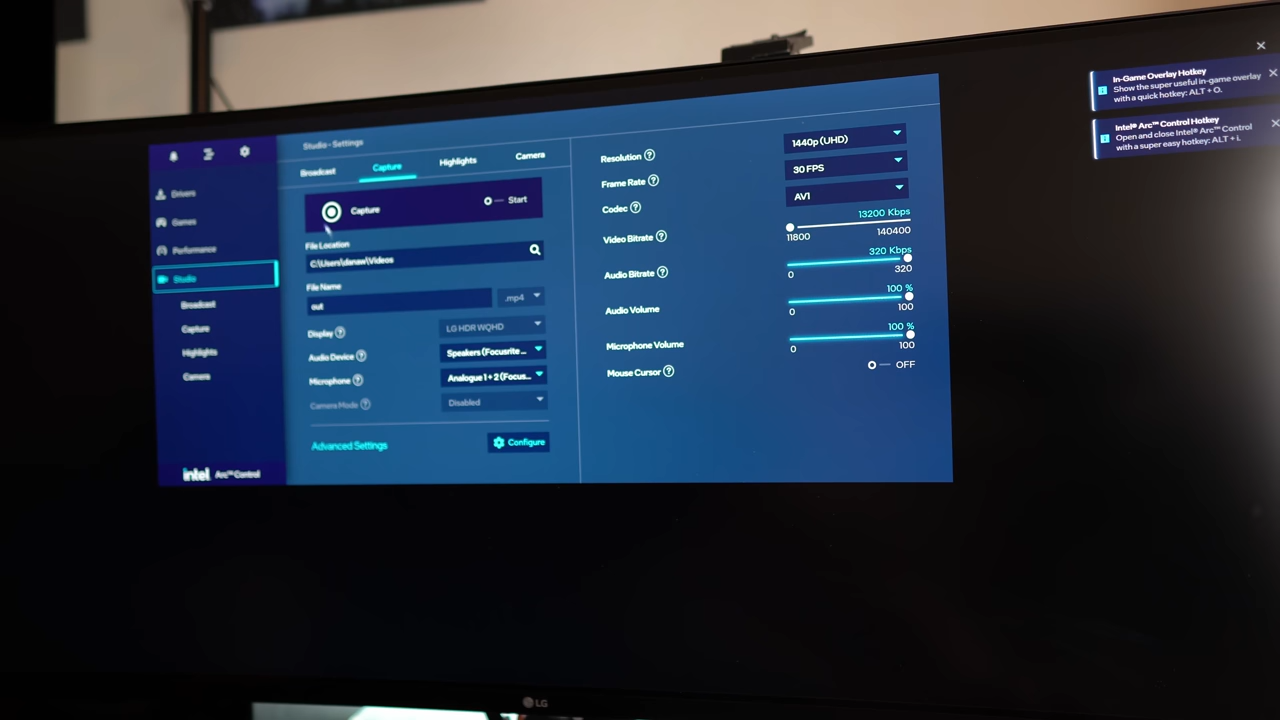 Studio - Settings
Broadcast
Capture
Highlights
Camera
Drivers
Games
Performance
Studio
Broadcast
Capture
Highlights
Camera
intel Arc™ Control
Capture
Start
File Location
C:\Users\danaw\Videos
File Name
out
.mp4
Display ?
LG HDR WQHD
Audio Device ?
Speakers (Focusrite ...
Microphone ?
Analogue 1 + 2 (Focus...
Camera Mode ?
Disabled
Advanced Settings
Configure
Resolution ?
1440p (UHD)
Frame Rate ?
30 FPS
Codec ?
AV1
Video Bitrate ?
13200 Kbps
11800 140400
Audio Bitrate ?
320 Kbps
0 320
Audio Volume
100 %
0 100
Microphone Volume
100 %
0 100
Mouse Cursor ?
OFF
In-Game Overlay Hotkey
Show the super useful in-game overlay
with a quick hotkey: ALT + O.
Intel® Arc™ Control Hotkey
Open and close Intel® Arc™ Control
with a super easy hotkey: ALT + I.
LG